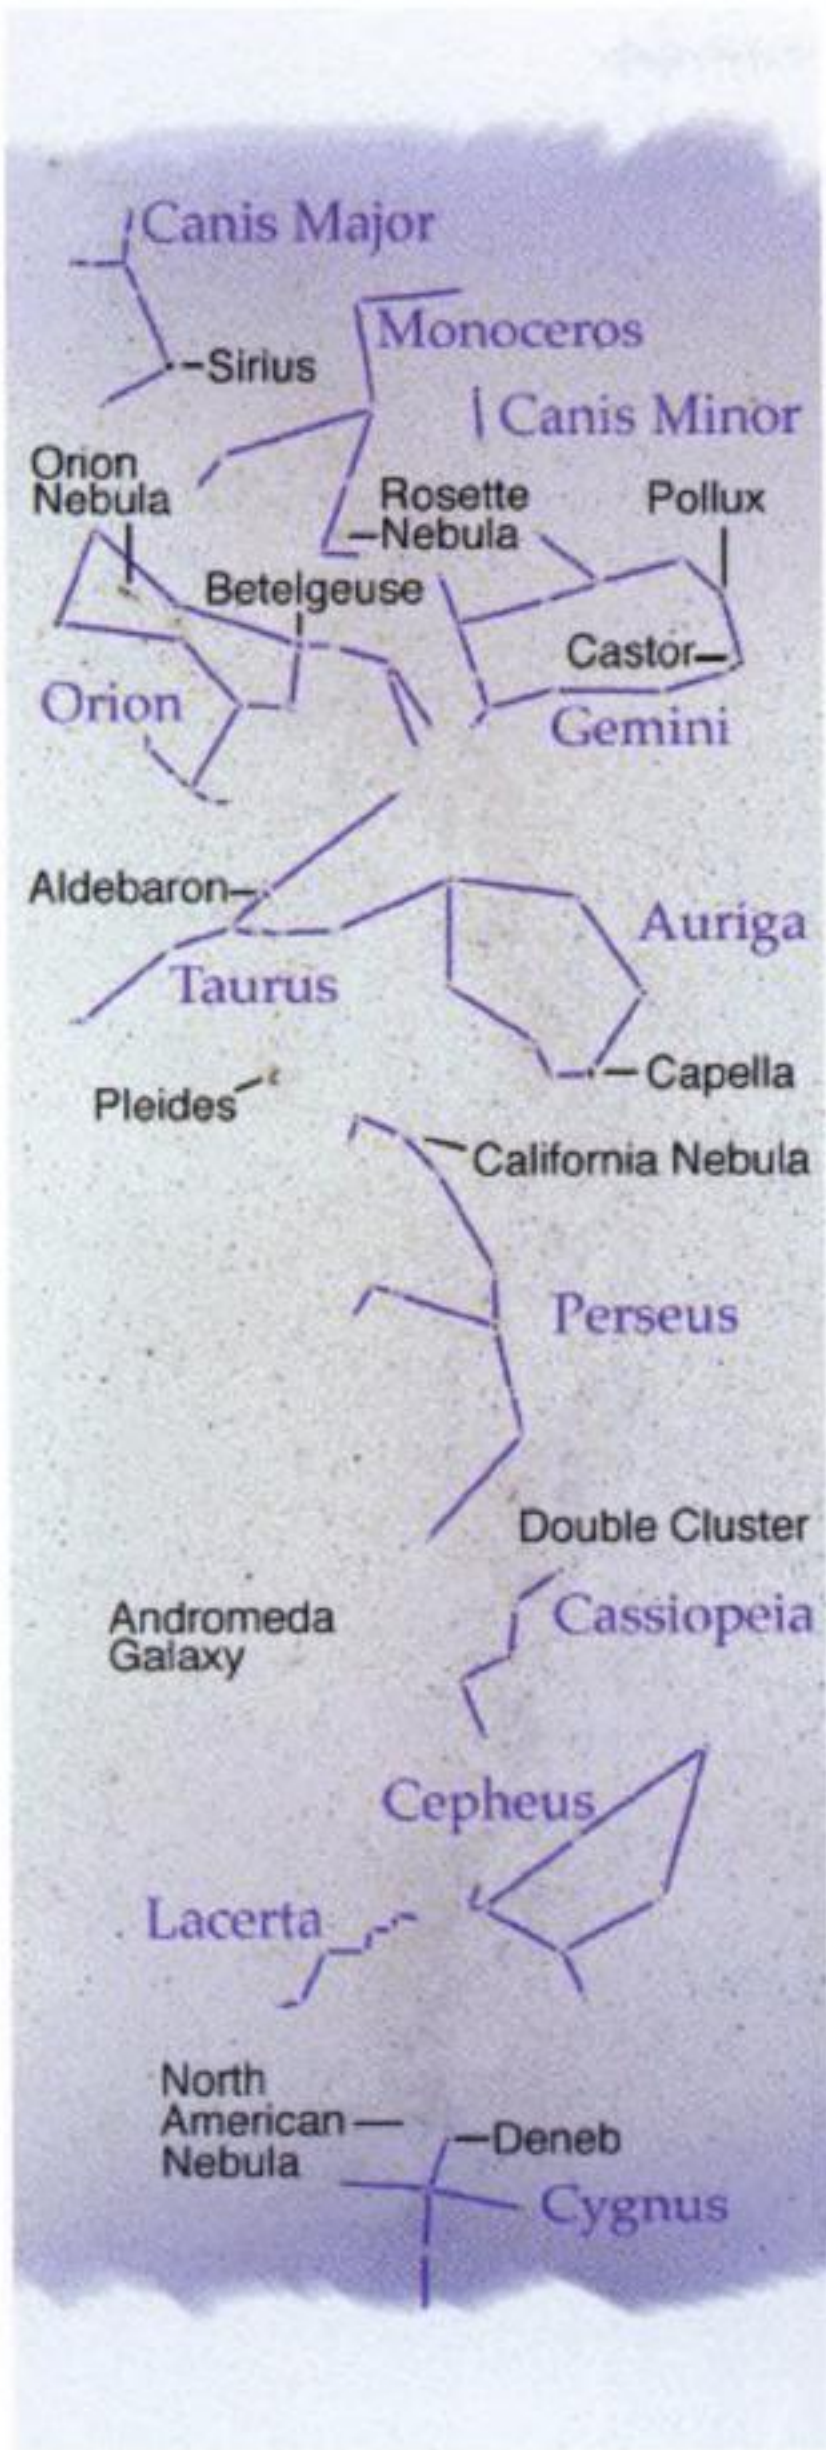 Canis Major
Monoceros
Sirius
Canis Minor
Orion
Nebula
Rosette
Nebula
Pollux
Betelgeuse
Castor
Orion
Gemini
Aldebaron
Auriga
Taurus
Capella
Pleides
California Nebula
Perseus
Double Cluster
Andromeda
Galaxy
Cassiopeia
Cepheus
Lacerta
North
American
Nebula
Deneb
Cygnus